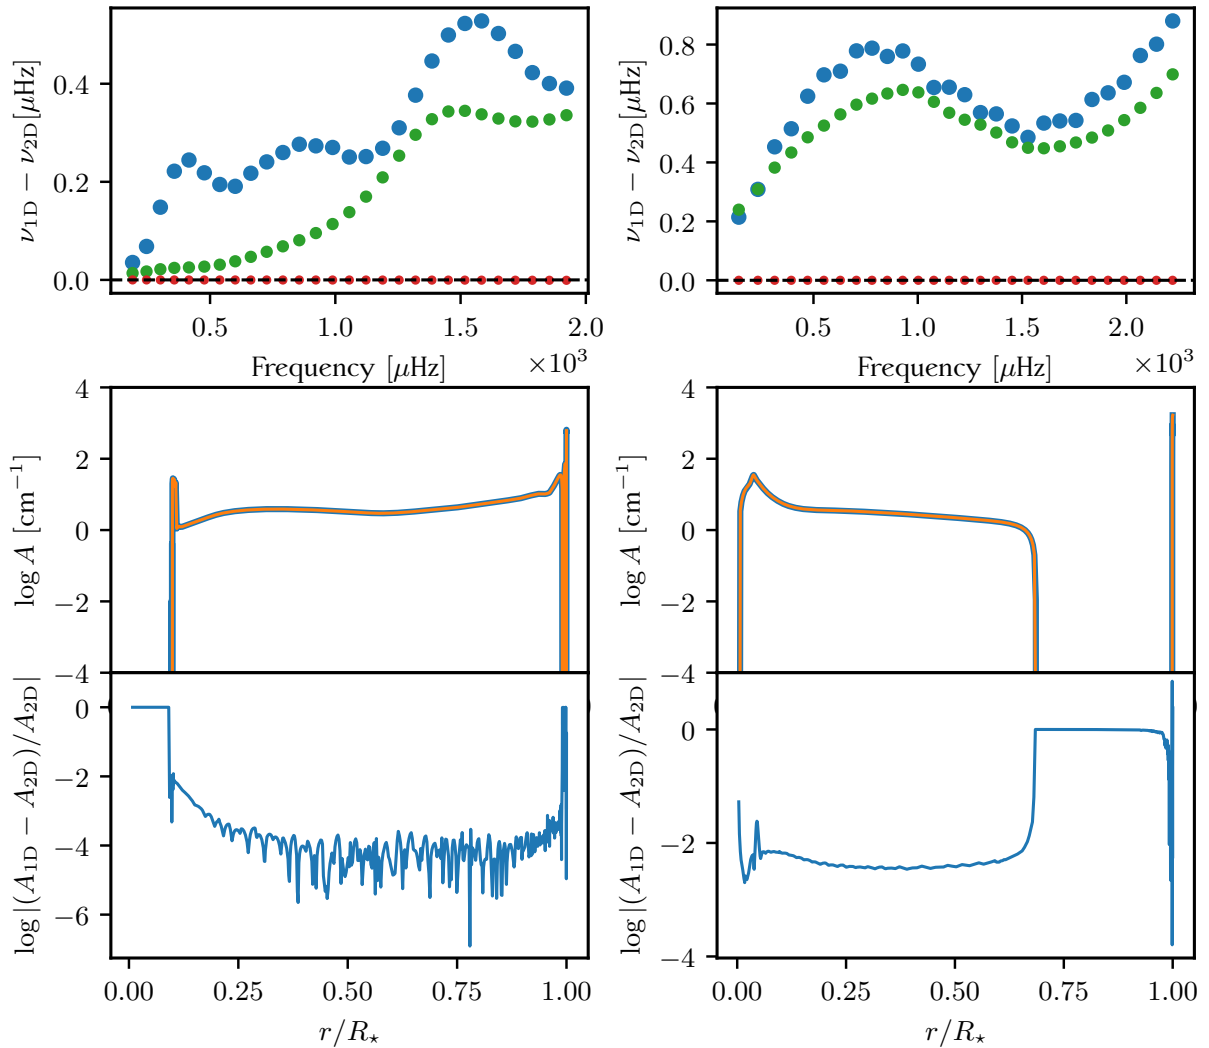 ν1D − ν2D[μHz]
0.4
0.2
0.0
0.5 1.0 1.5 2.0
Frequency [μHz] ×10³
ν1D − ν2D[μHz]
0.8
0.6
0.4
0.2
0.0
0.5 1.0 1.5 2.0
Frequency [μHz] ×10³
log A [cm⁻¹]
4
2
0
−2
−4
log A [cm⁻¹]
4
2
0
−2
−4
log |(A1D − A2D)/A2D|
0
−2
−4
−6
0.00 0.25 0.50 0.75 1.00
r/R⋆
log |(A1D − A2D)/A2D|
0
−2
−4
0.00 0.25 0.50 0.75 1.00
r/R⋆